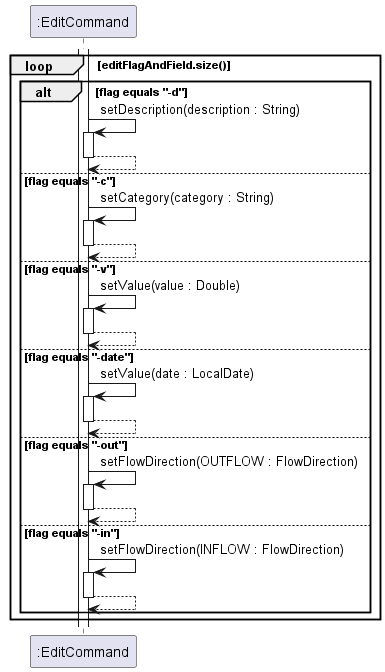 :EditCommand
loop [editFlagAndField.size()]
alt [flag equals "-d"]
setDescription(description : String)
[flag equals "-c"]
setCategory(category : String)
[flag equals "-v"]
setValue(value : Double)
[flag equals "-date"]
setValue(date : LocalDate)
[flag equals "-out"]
setFlowDirection(OUTFLOW : FlowDirection)
[flag equals "-in"]
setFlowDirection(INFLOW : FlowDirection)
:EditCommand